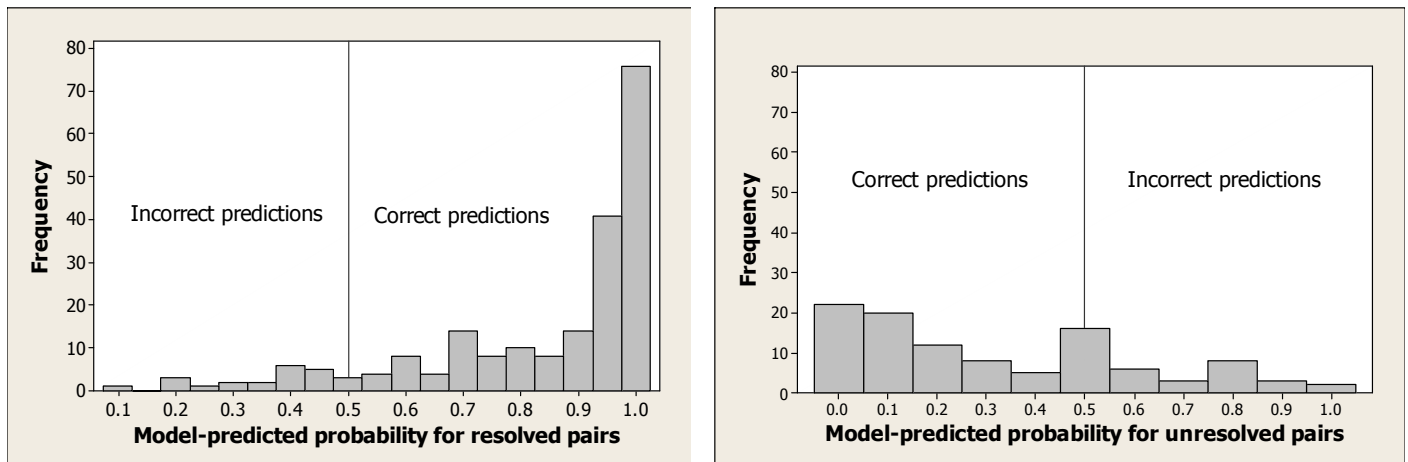 80
70
60
50
40
30
20
10
0
Frequency
Incorrect predictions
Correct predictions
0.1 0.2 0.3 0.4 0.5 0.6 0.7 0.8 0.9 1.0
Model-predicted probability for resolved pairs
80
70
60
50
40
30
20
10
0
Frequency
Correct predictions
Incorrect predictions
0.0 0.1 0.2 0.3 0.4 0.5 0.6 0.7 0.8 0.9 1.0
Model-predicted probability for unresolved pairs